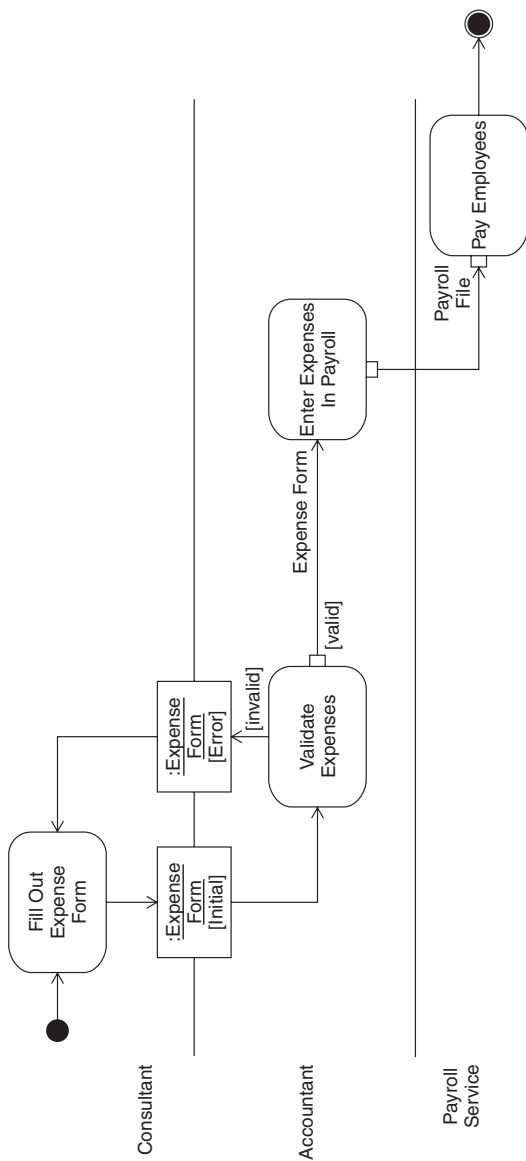 Consultant
Fill Out
Expense
Form
:Expense
Form
[Initial]
:Expense
Form
[Error]
Accountant
Validate
Expenses
[invalid]
[valid]
Expense Form
Enter Expenses
In Payroll
Payroll
Service
Payroll
File
Pay Employees